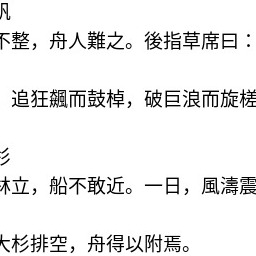 帆
不整，舟人難之。後指草席曰：
追狂飆而鼓棹，破巨浪而旋槎
杉
林立，船不敢近。一日，風濤震
大杉排空，舟得以附焉。